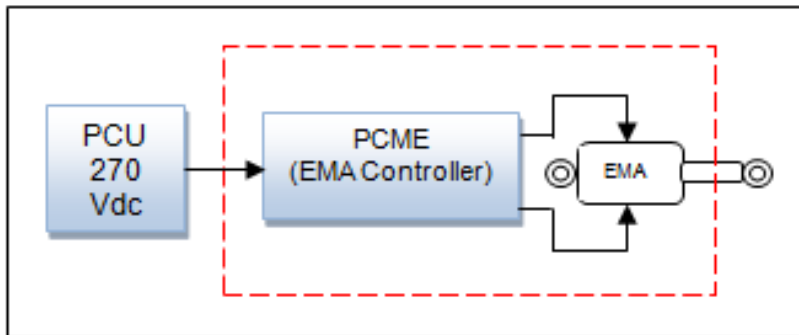 PCU
270
Vdc
PCME
(EMA Controller)
EMA